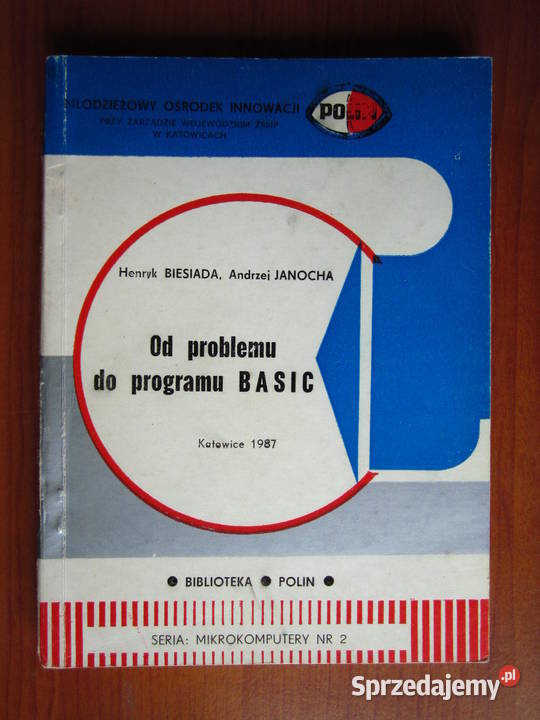 MŁODZIEŻOWY OŚRODEK INNOWACJI
POLIN
PRZY ZARZĄDZIE WOJEWÓDZKIM ZSMP
W KATOWICACH
Henryk BIESIADA, Andrzej JANOCHA
Od problemu
do programu BASIC
Katowice 1987
• BIBLIOTEKA • POLIN •
SERIA: MIKROKOMPUTERY NR 2
Sprzedajemy.pl